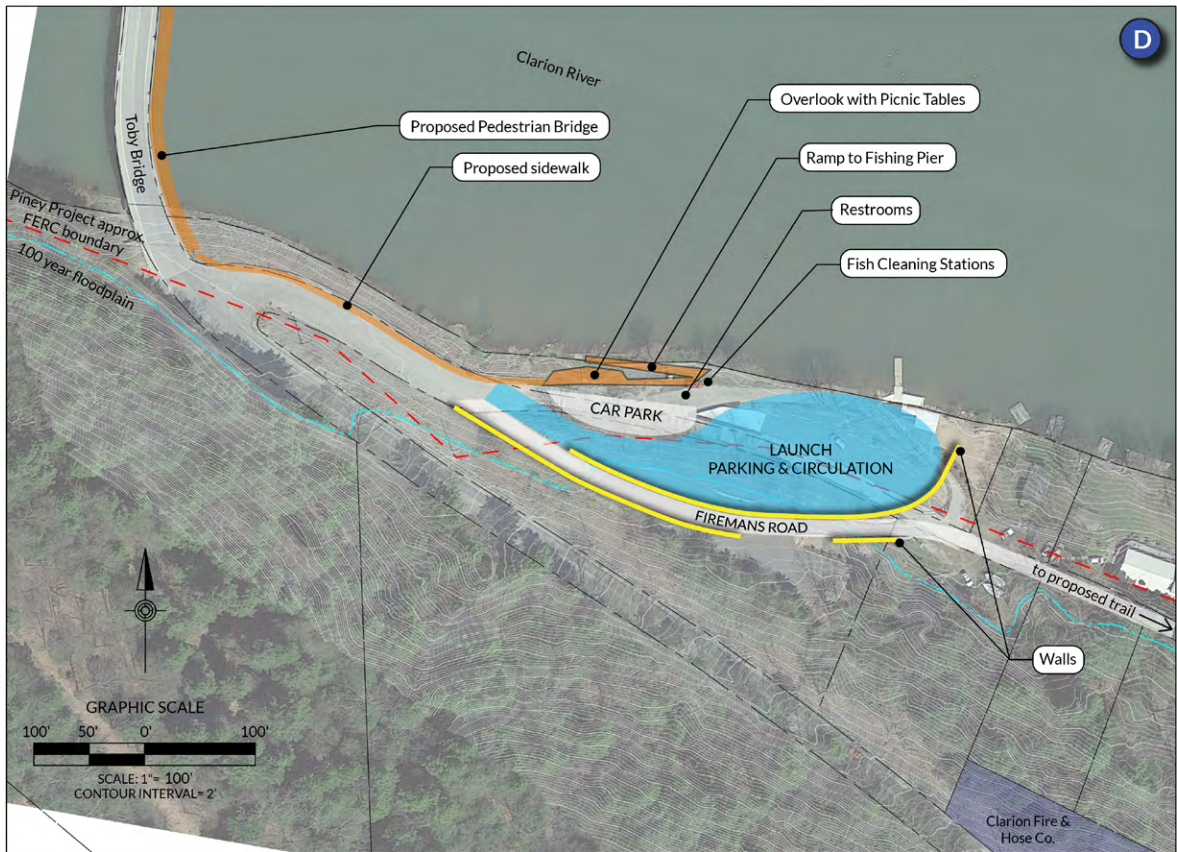 D
Clarion River
Overlook with Picnic Tables
Proposed Pedestrian Bridge
Toby Bridge
Ramp to Fishing Pier
Proposed sidewalk
Piney Project approx.
FERC boundary
Restrooms
100 year floodplain
Fish Cleaning Stations
CAR PARK
LAUNCH
PARKING & CIRCULATION
FIREMANS ROAD
to proposed trail
Walls
GRAPHIC SCALE
100' 50' 0' 100'
SCALE: 1"= 100'
CONTOUR INTERVAL= 2'
Clarion Fire &
Hose Co.